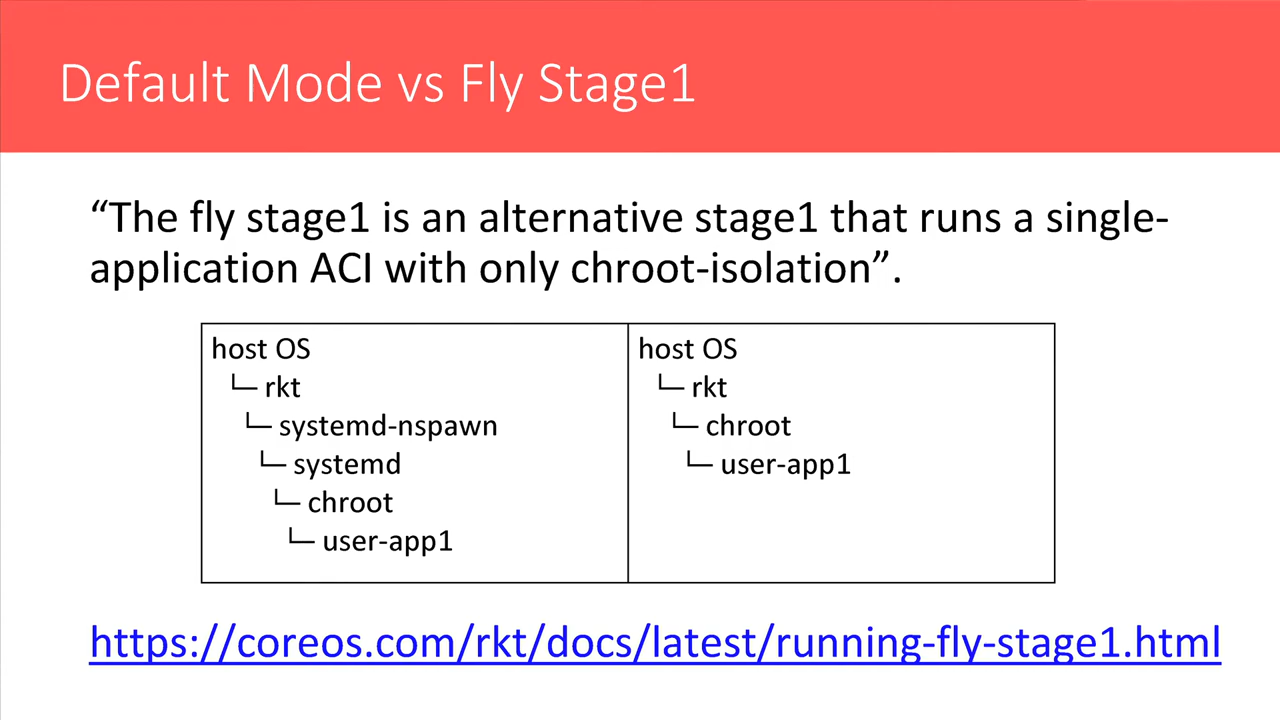 Default Mode vs Fly Stage1
“The fly stage1 is an alternative stage1 that runs a single-
application ACI with only chroot-isolation”.
host OS
└─ rkt
└─ systemd-nspawn
└─ systemd
└─ chroot
└─ user-app1
host OS
└─ rkt
└─ chroot
└─ user-app1
https://coreos.com/rkt/docs/latest/running-fly-stage1.html